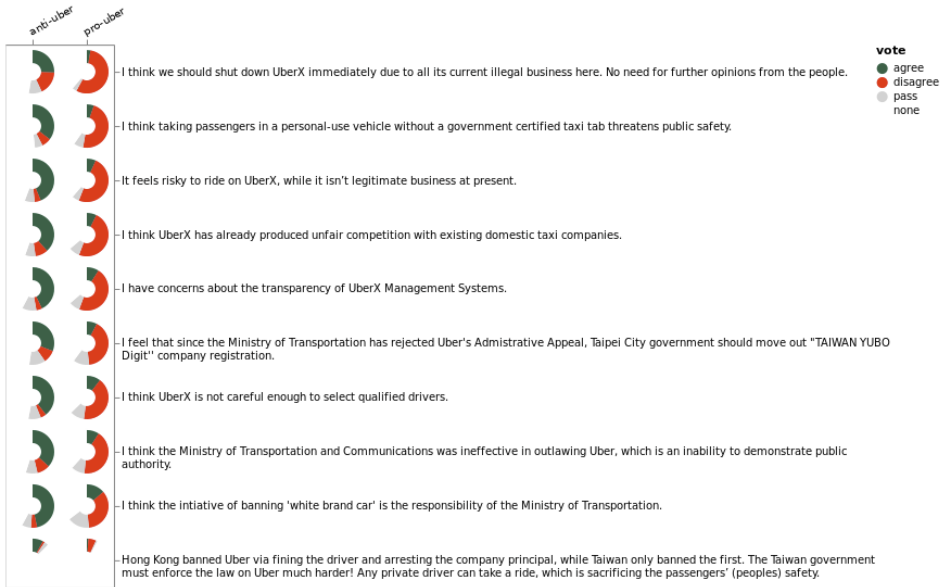 anti-uber
pro-uber
vote
agree
disagree
pass
none
I think we should shut down UberX immediately due to all its current illegal business here. No need for further opinions from the people.
I think taking passengers in a personal-use vehicle without a government certified taxi tab threatens public safety.
It feels risky to ride on UberX, while it isn’t legitimate business at present.
I think UberX has already produced unfair competition with existing domestic taxi companies.
I have concerns about the transparency of UberX Management Systems.
I feel that since the Ministry of Transportation has rejected Uber's Admistrative Appeal, Taipei City government should move out "TAIWAN YUBO
Digit'' company registration.
I think UberX is not careful enough to select qualified drivers.
I think the Ministry of Transportation and Communications was ineffective in outlawing Uber, which is an inability to demonstrate public
authority.
I think the intiative of banning 'white brand car' is the responsibility of the Ministry of Transportation.
Hong Kong banned Uber via fining the driver and arresting the company principal, while Taiwan only banned the first. The Taiwan government
must enforce the law on Uber much harder! Any private driver can take a ride, which is sacrificing the passengers’ (peoples) safety.